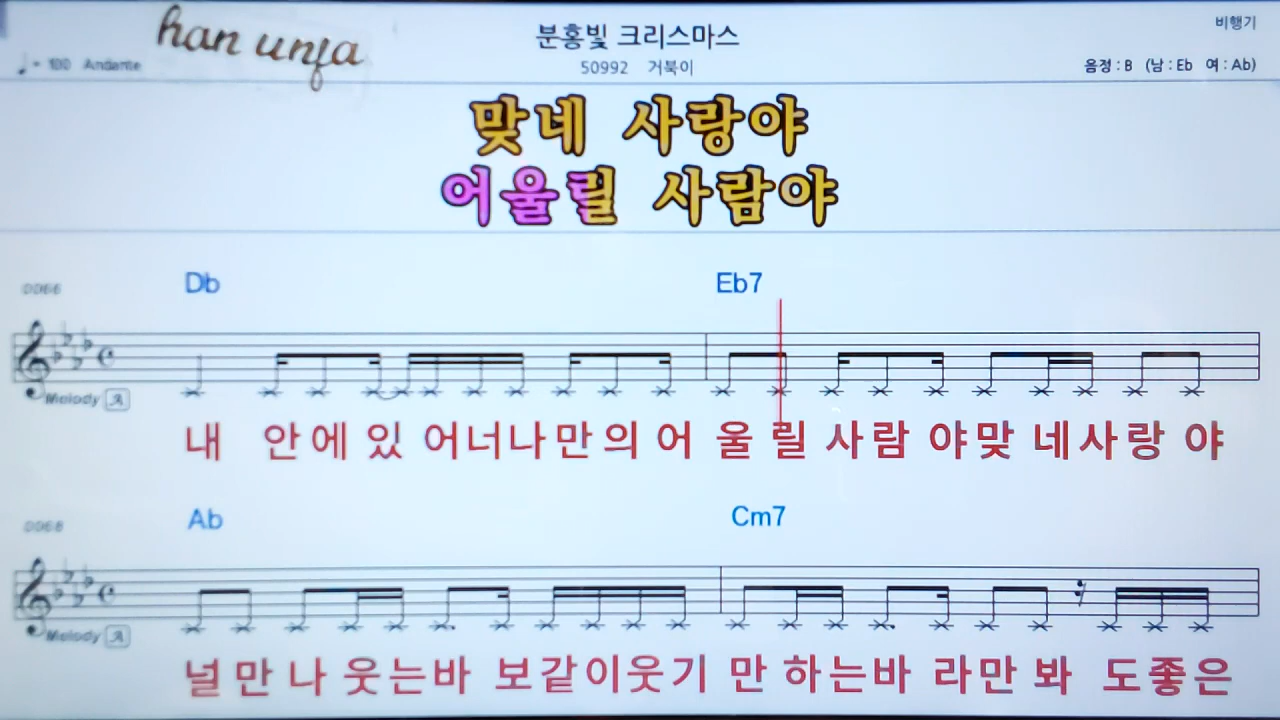 han unja
분홍빛 크리스마스
비행기
♩= 100 Andante
50992 거북이
음정 : B (남 : Eb 여 : Ab)
맞네 사랑야
어울릴 사람야
0066
Db Eb7
Melody A
내 안에 있 어너나만의 어 울 릴 사람 야맞 네사랑 야
0068
Ab Cm7
Melody A
널만나 웃는바 보같이웃기 만 하는바 라만 봐 도좋은